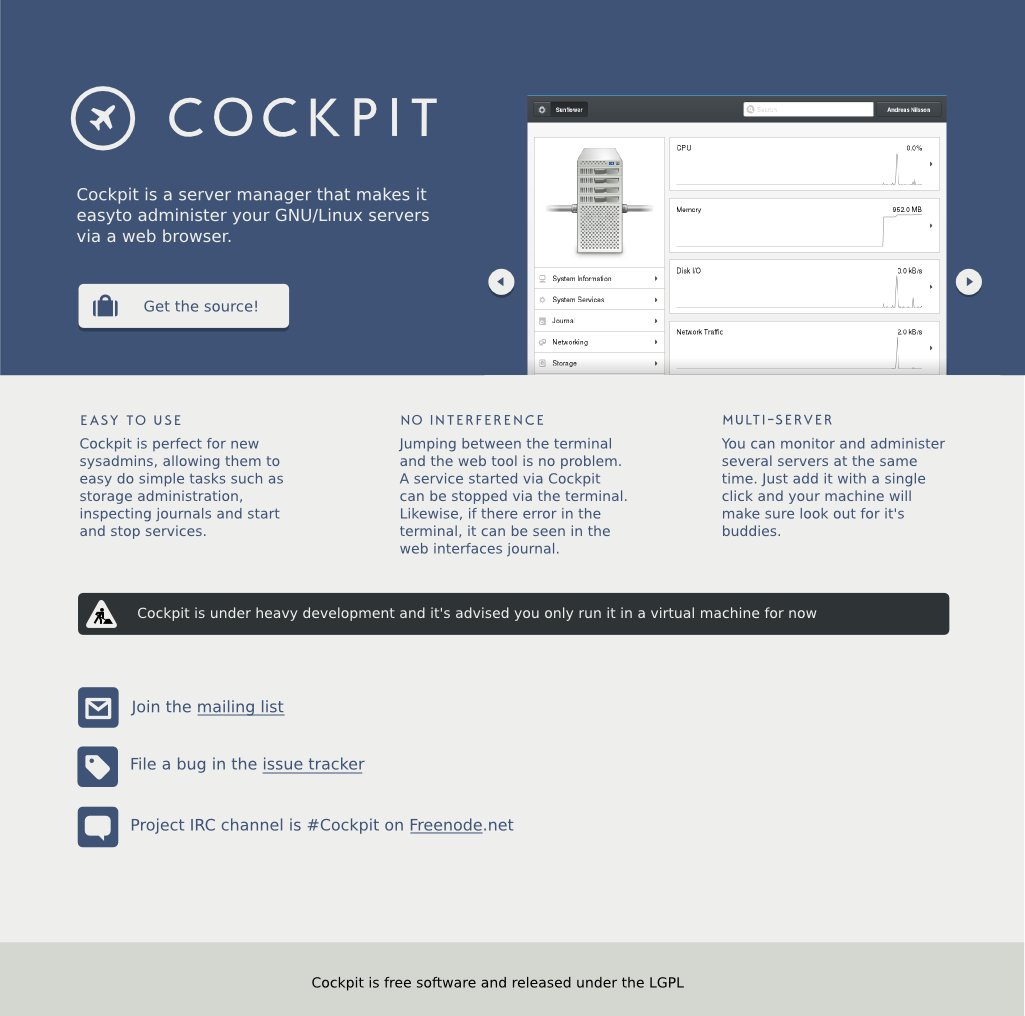 COCKPIT
Cockpit is a server manager that makes it
easyto administer your GNU/Linux servers
via a web browser.
Get the source!
Sunflower
Search
Andreas Nilsson
CPU
0.0%
Memory
952.0 MB
Disk I/O
0.0 kB/s
Network Traffic
2.0 kB/s
System Information
System Services
Journal
Networking
Storage
EASY TO USE
Cockpit is perfect for new
sysadmins, allowing them to
easy do simple tasks such as
storage administration,
inspecting journals and start
and stop services.
NO INTERFERENCE
Jumping between the terminal
and the web tool is no problem.
A service started via Cockpit
can be stopped via the terminal.
Likewise, if there error in the
terminal, it can be seen in the
web interfaces journal.
MULTI-SERVER
You can monitor and administer
several servers at the same
time. Just add it with a single
click and your machine will
make sure look out for it's
buddies.
Cockpit is under heavy development and it's advised you only run it in a virtual machine for now
Join the mailing list
File a bug in the issue tracker
Project IRC channel is #Cockpit on Freenode.net
Cockpit is free software and released under the LGPL